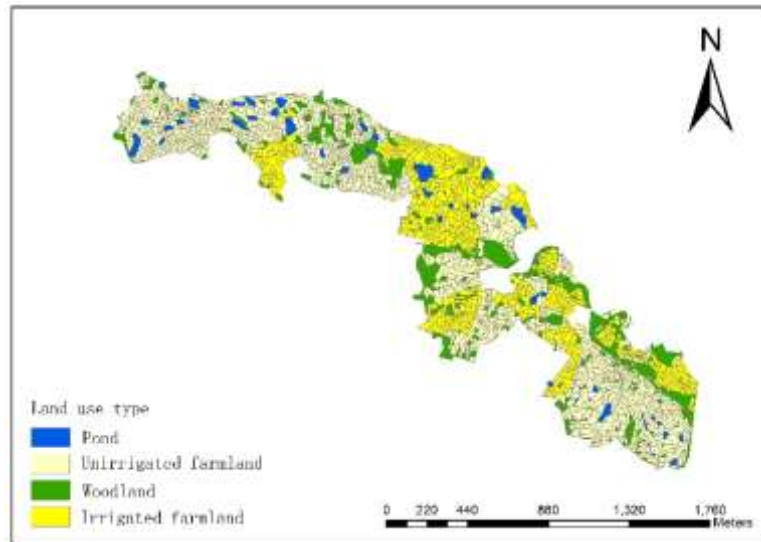 N
Land use type
Pond
Unirrigated farmland
Woodland
Irrigated farmland
0 220 440 880 1,320 1,760
Meters